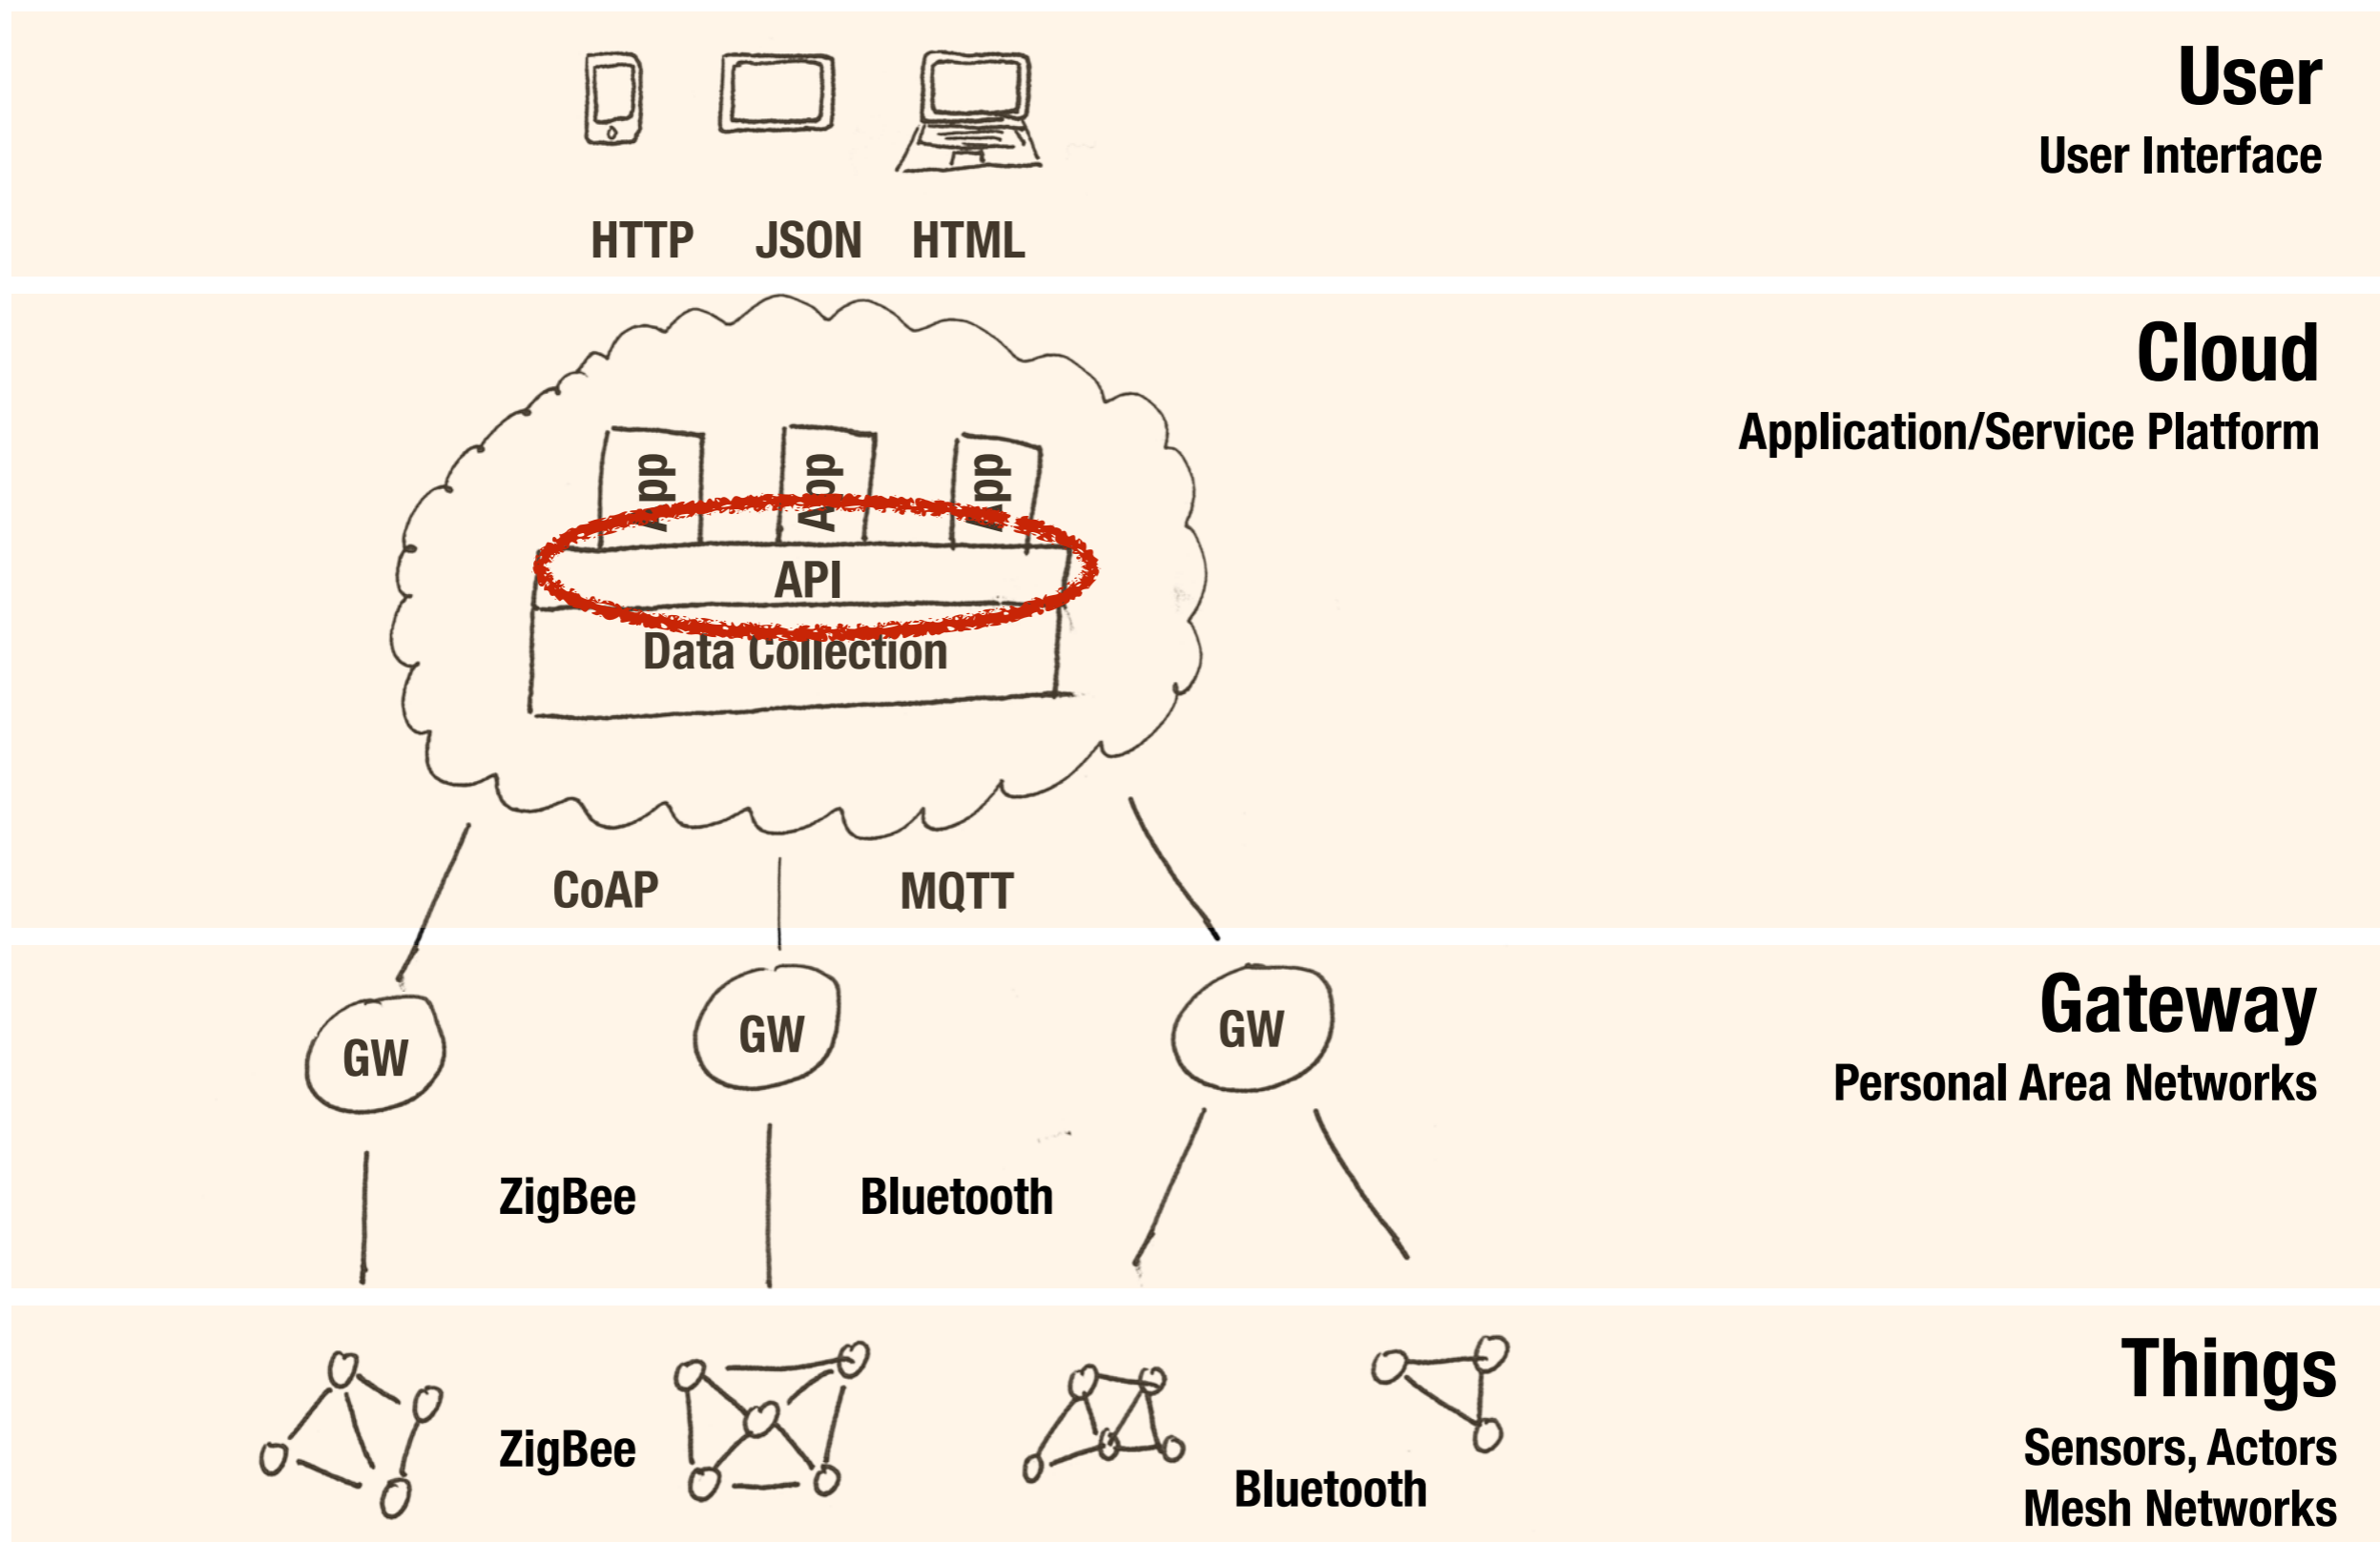 User
User Interface
HTTP JSON HTML
Cloud
Application/Service Platform
App App App
API
Data Collection
CoAP MQTT
Gateway
Personal Area Networks
GW GW GW
ZigBee Bluetooth
Things
Sensors, Actors
Mesh Networks
ZigBee
Bluetooth